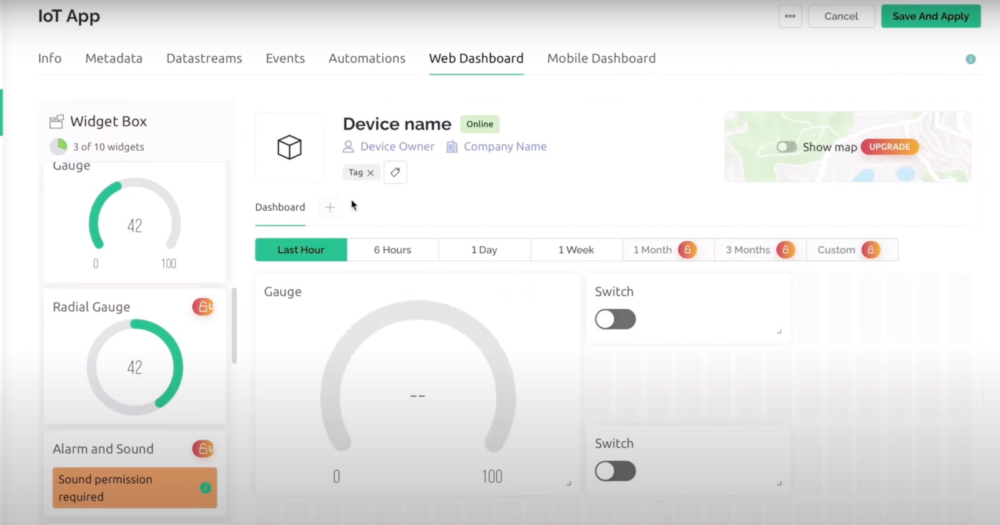 IoT App
Cancel
Save And Apply
Info
Metadata
Datastreams
Events
Automations
Web Dashboard
Mobile Dashboard
Widget Box
3 of 10 widgets
Gauge
42
0
100
Radial Gauge
U
42
Alarm and Sound
U
Sound permission
required
Device name
Online
Device Owner
Company Name
Tag
Show map
UPGRADE
Dashboard
Last Hour
6 Hours
1 Day
1 Week
1 Month
3 Months
Custom
Gauge
--
0
100
Switch
Switch